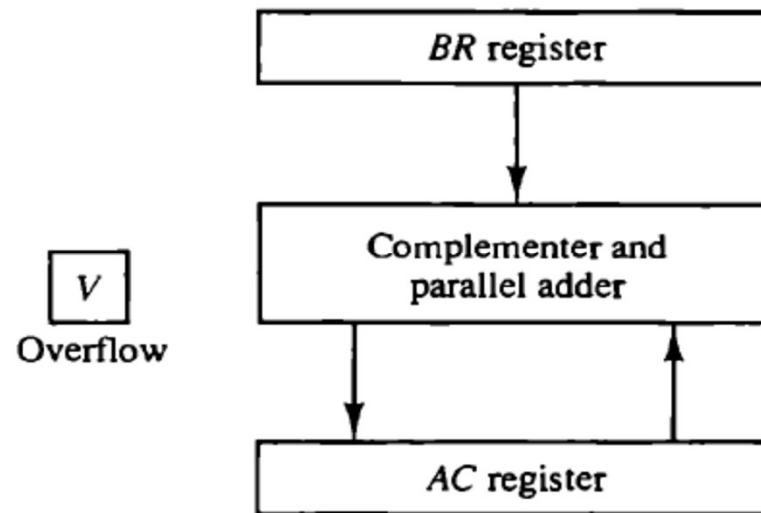 BR register
Complementer and
parallel adder
V
Overflow
AC register